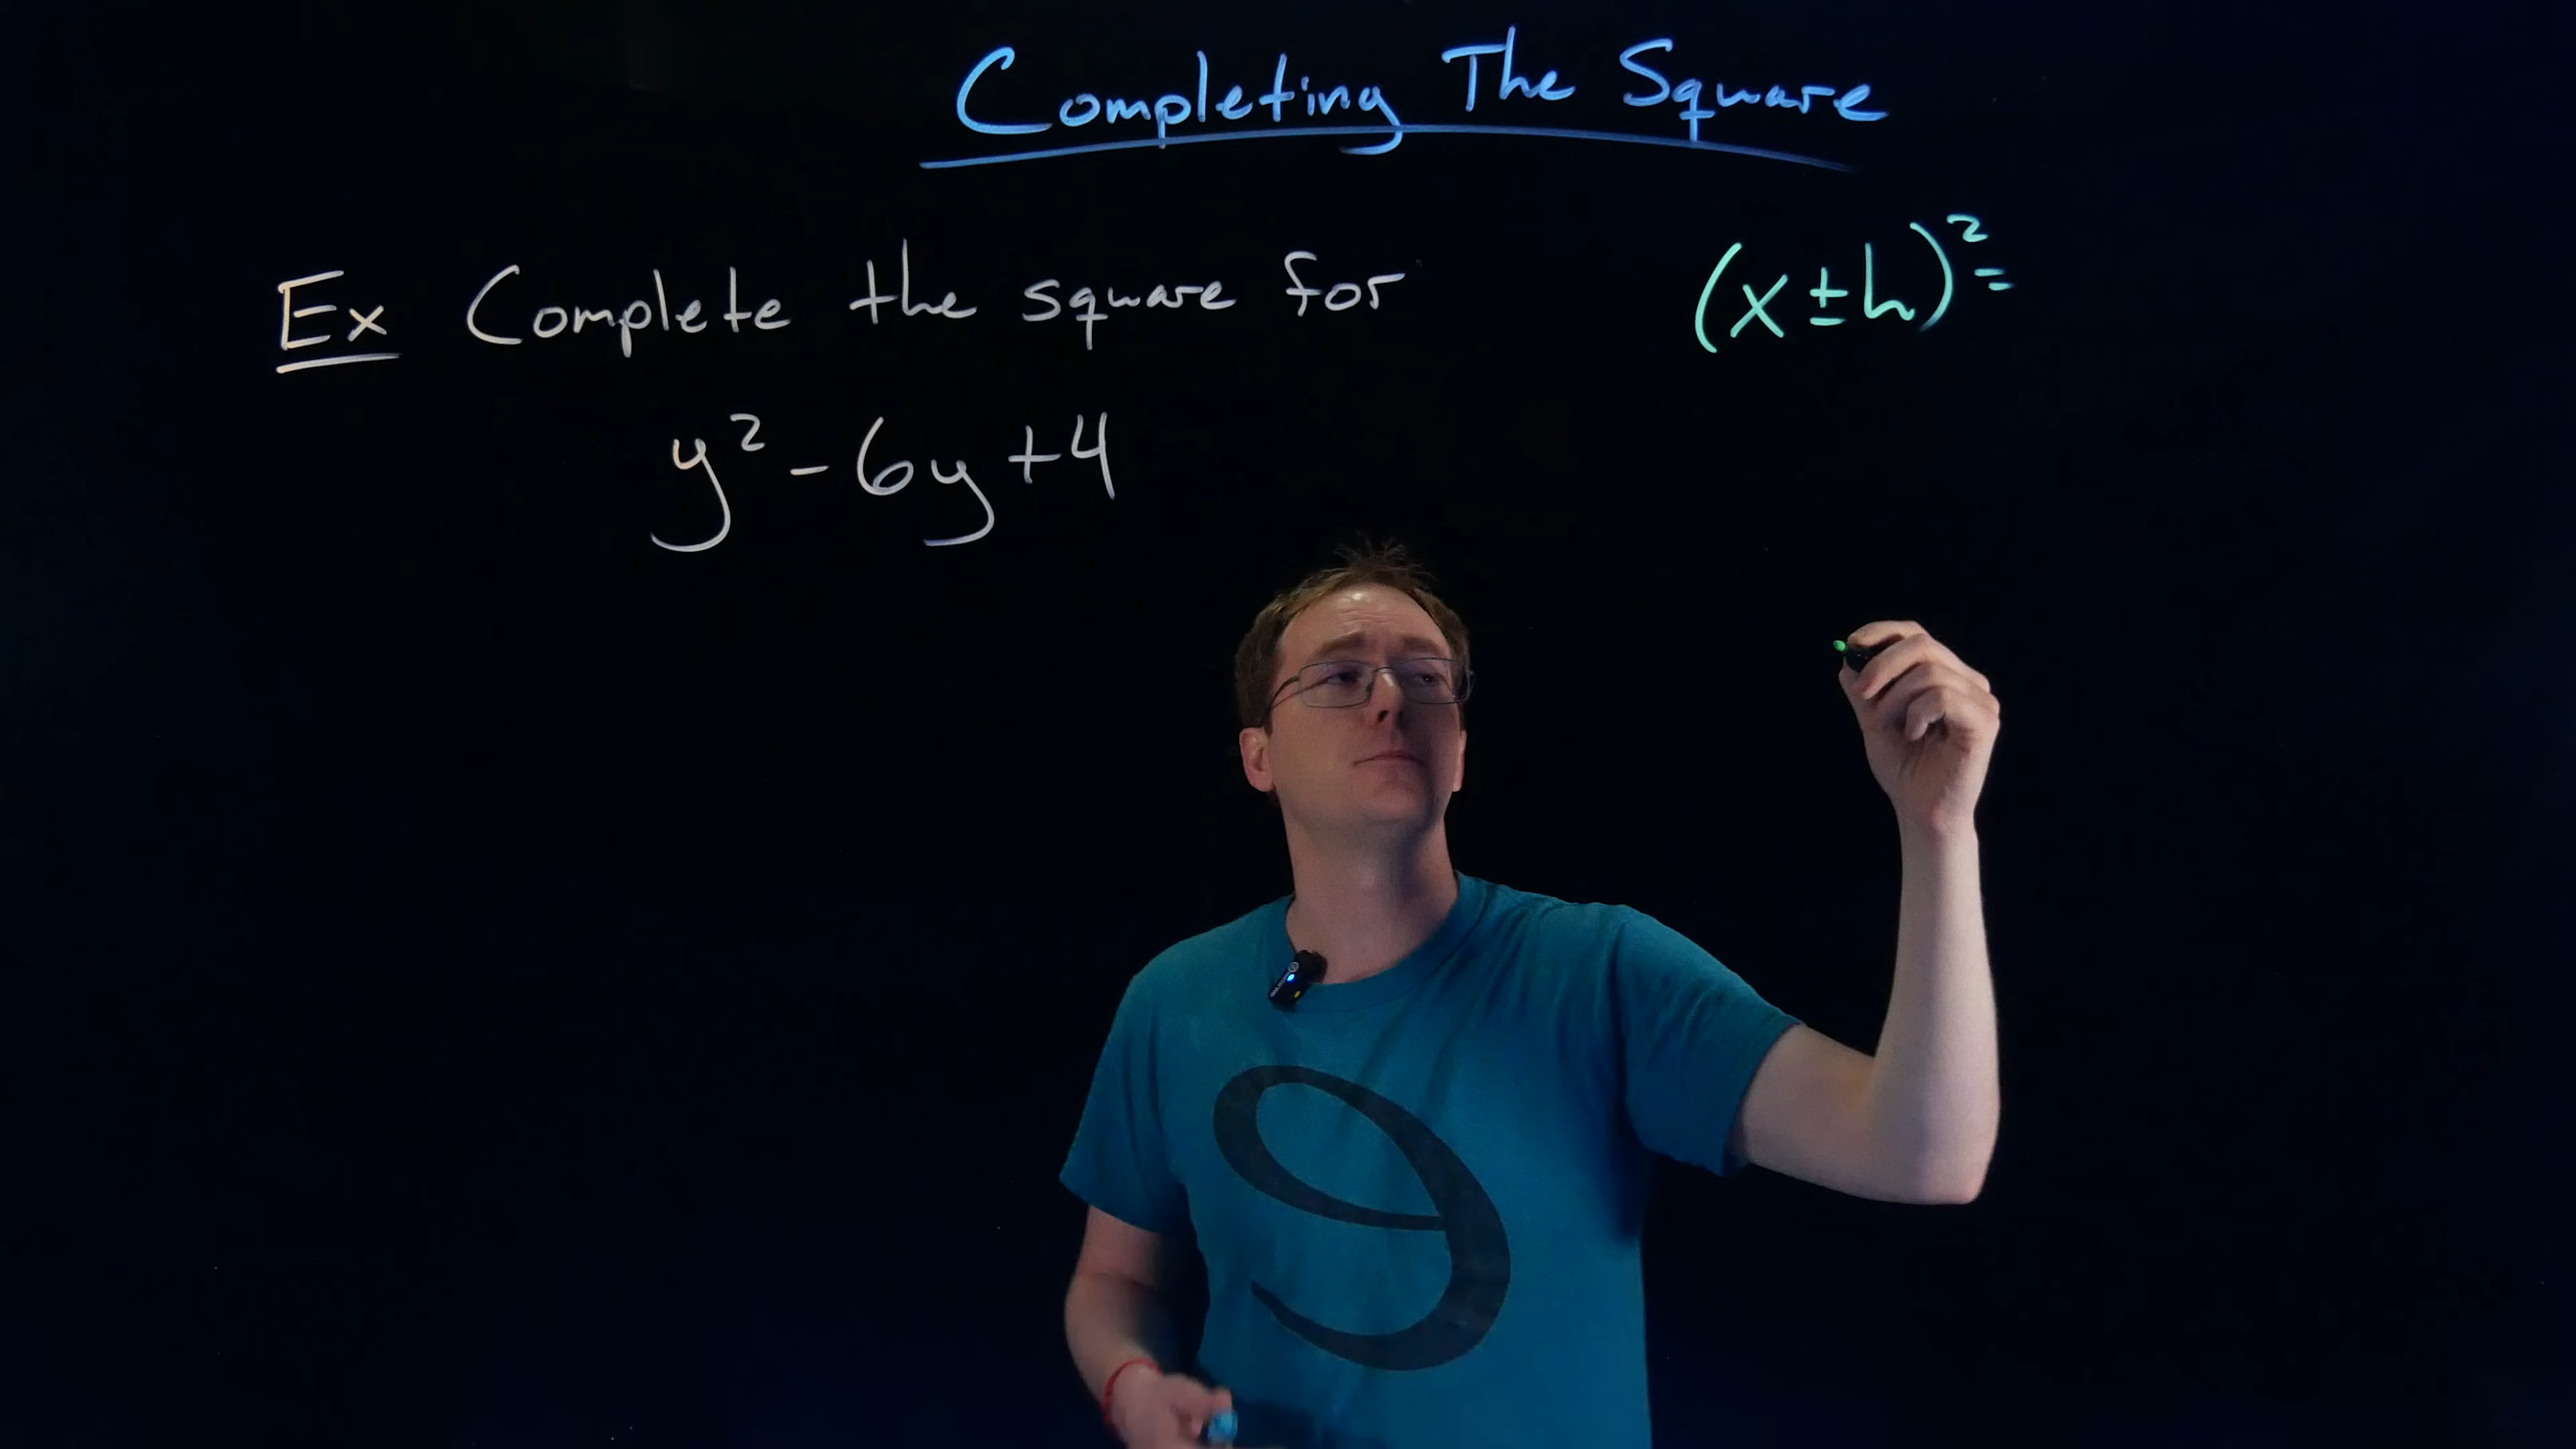 Completing The Square
Ex Complete the square for
y² - 6y + 4
(x ± h)² =